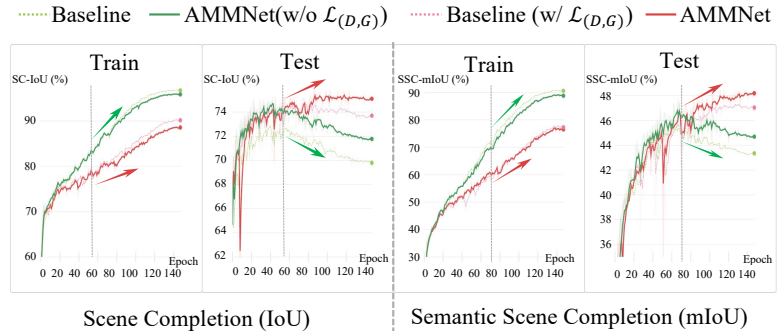 Baseline AMMNet(w/o ℒ(D,G)) Baseline (w/ ℒ(D,G)) AMMNet
Train Test Train Test
SC-IoU (%) SC-IoU (%) SSC-mIoU (%) SSC-mIoU (%)
90
80
70
60
0 20 40 60 80 100 120 140
Epoch
74
72
70
68
66
64
62
60
0 20 40 60 80 100 120 140
Epoch
90
80
70
60
50
40
30
0 20 40 60 80 100 120 140
Epoch
48
46
44
42
40
38
36
0 20 40 60 80 100 120 140
Epoch
Scene Completion (IoU) Semantic Scene Completion (mIoU)